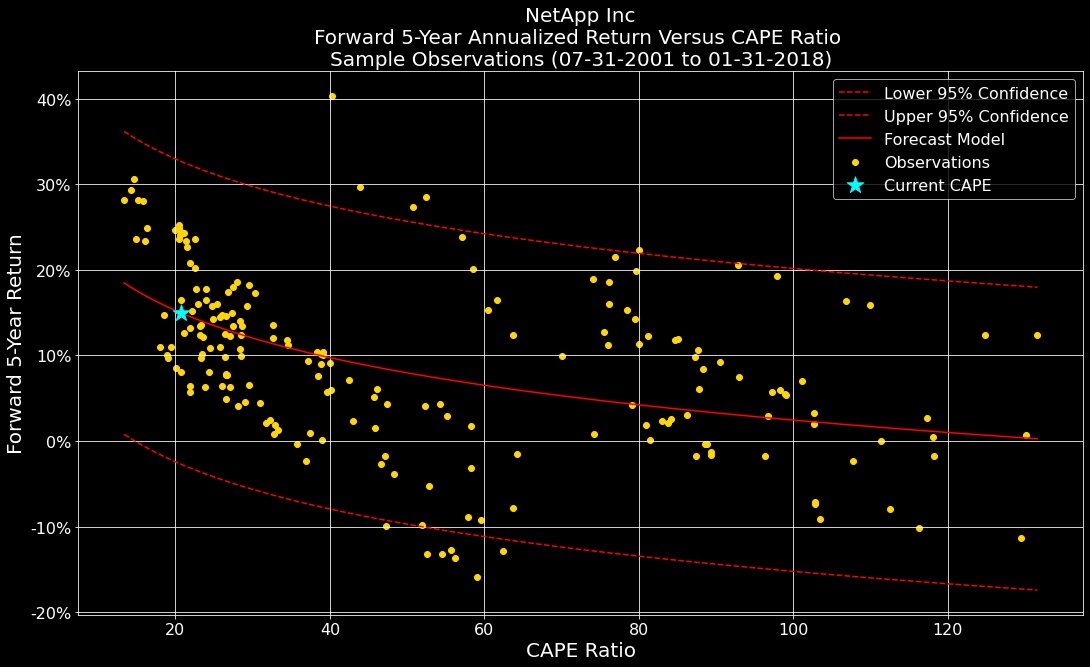 NetApp Inc
Forward 5-Year Annualized Return Versus CAPE Ratio
Sample Observations (07-31-2001 to 01-31-2018)
Lower 95% Confidence
Upper 95% Confidence
Forecast Model
Observations
Current CAPE
Forward 5-Year Return
40%
30%
20%
10%
0%
-10%
-20%
20 40 60 80 100 120
CAPE Ratio